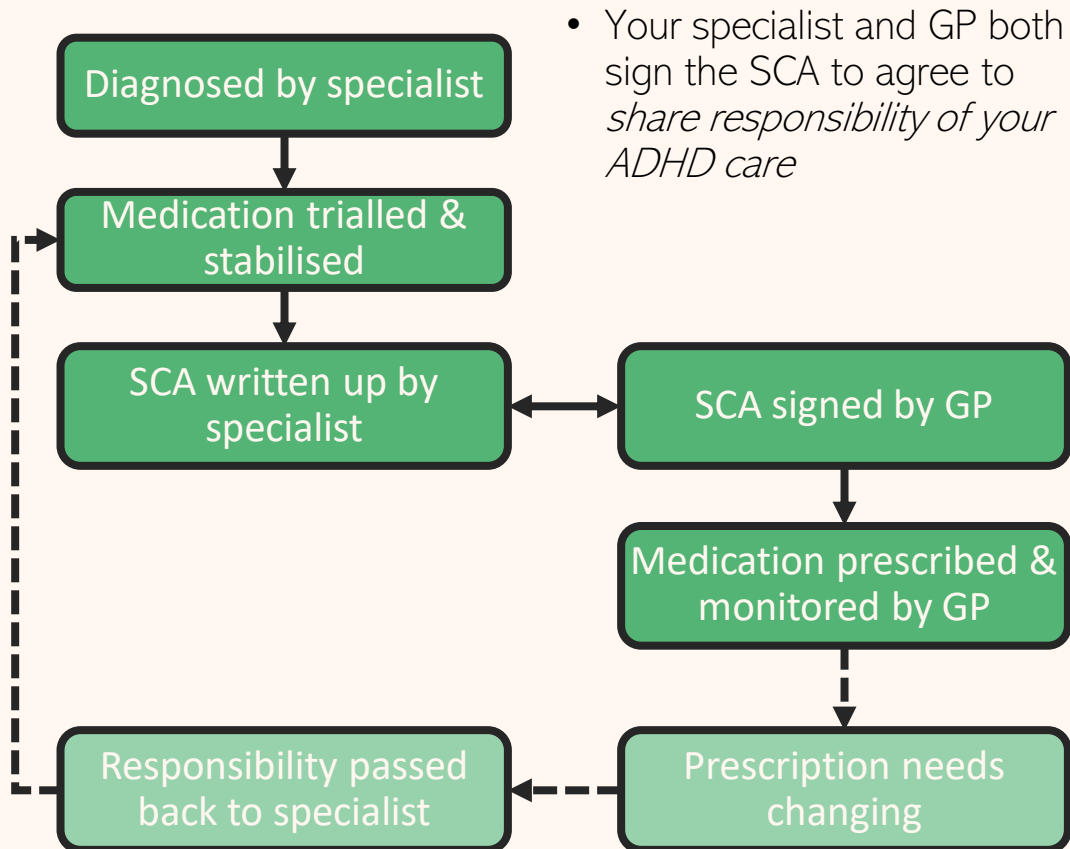 • Your specialist and GP both
sign the SCA to agree to
share responsibility of your
ADHD care
Diagnosed by specialist
Medication trialled &
stabilised
SCA written up by
specialist
SCA signed by GP
Medication prescribed &
monitored by GP
Prescription needs
changing
Responsibility passed
back to specialist